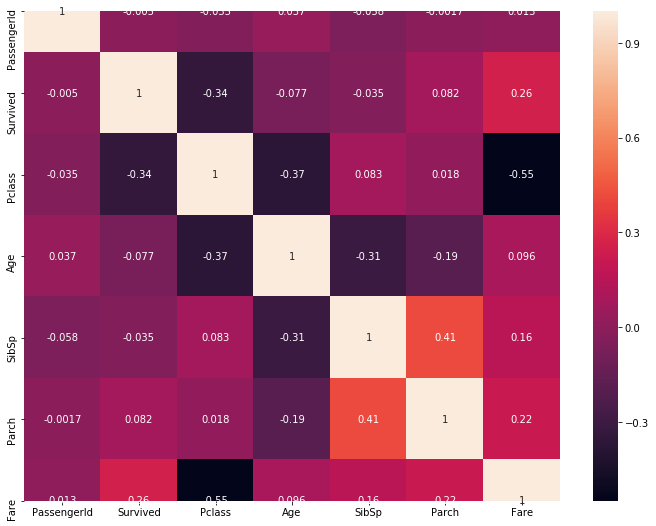 PassengerId 1 -0.005 -0.035 0.037 -0.058 -0.0017 0.013
Survived -0.005 1 -0.34 -0.077 -0.035 0.082 0.26
Pclass -0.035 -0.34 1 -0.37 0.083 0.018 -0.55
Age 0.037 -0.077 -0.37 1 -0.31 -0.19 0.096
SibSp -0.058 -0.035 0.083 -0.31 1 0.41 0.16
Parch -0.0017 0.082 0.018 -0.19 0.41 1 0.22
Fare 0.013 0.26 -0.55 0.096 0.16 0.22 1
PassengerId Survived Pclass Age SibSp Parch Fare
0.9
0.6
0.3
0.0
−0.3